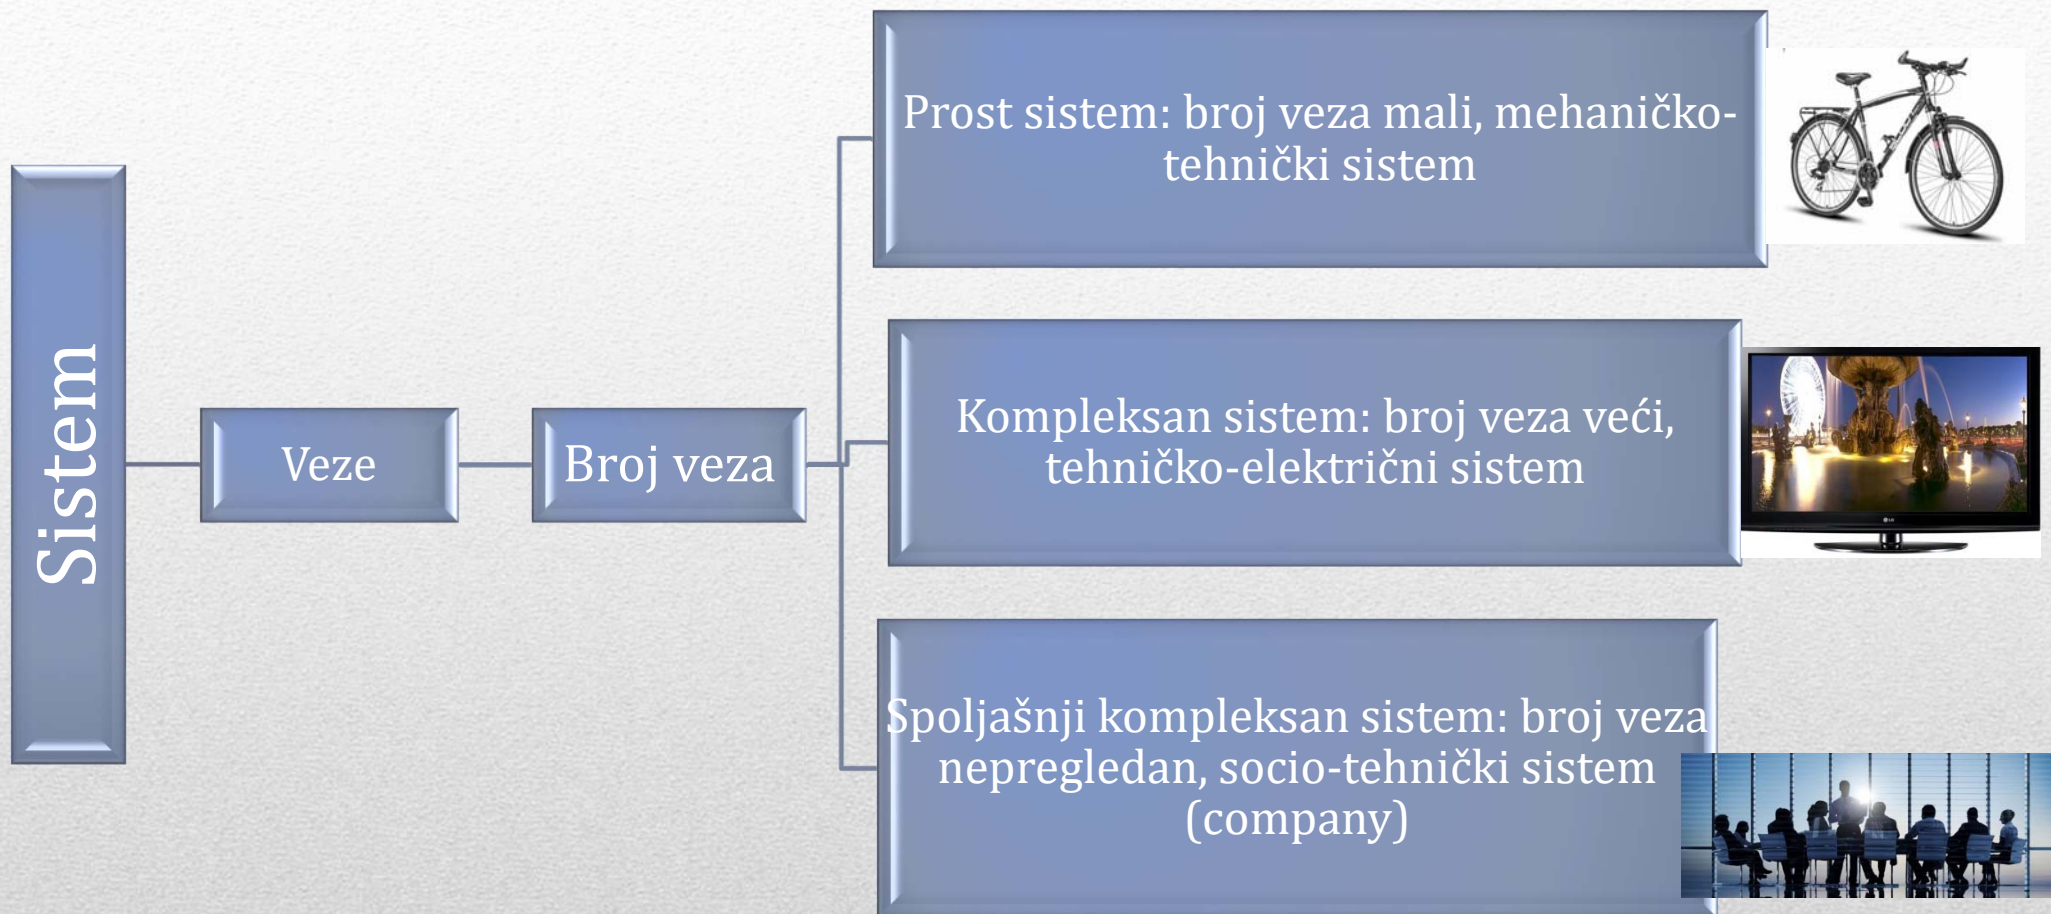 Sistem
Veze
Broj veza
Prost sistem: broj veza mali, mehaničko-
tehnički sistem
Kompleksan sistem: broj veza veći,
tehničko-električni sistem
Spoljašnji kompleksan sistem: broj veza
nepregledan, socio-tehnički sistem
(company)
LG